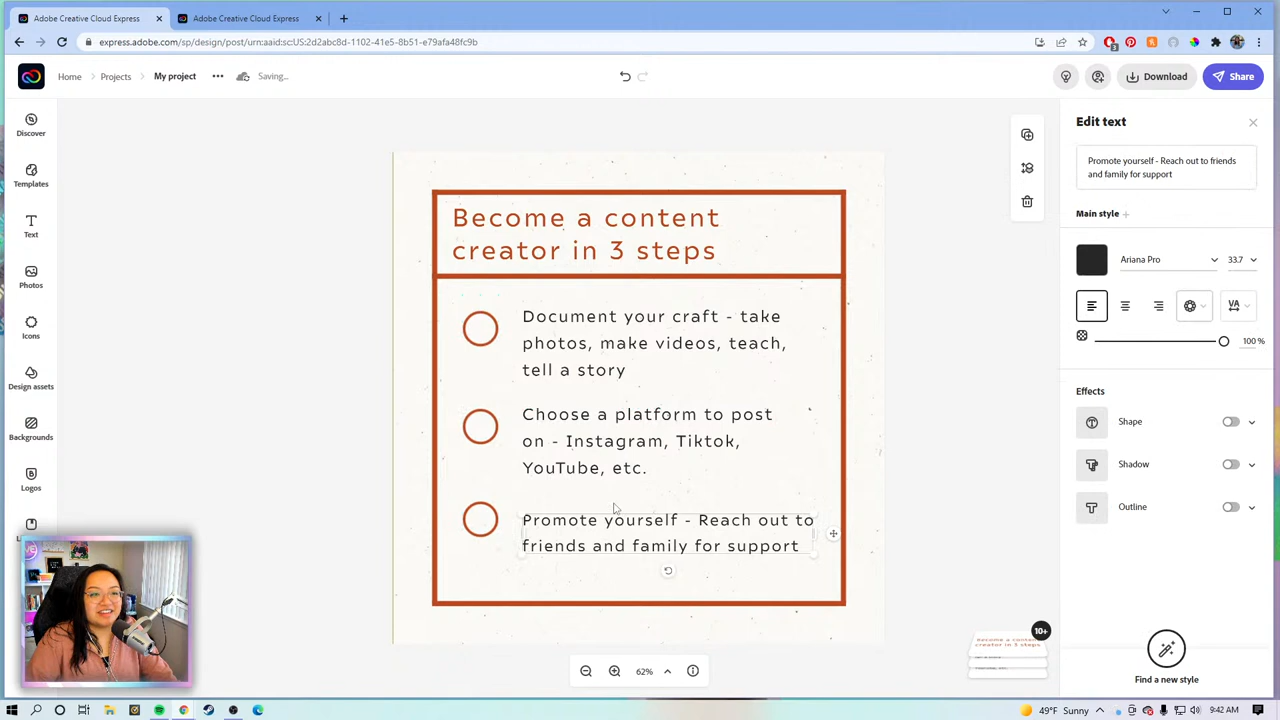 Adobe Creative Cloud Express
Adobe Creative Cloud Express
express.adobe.com/sp/design/post/urn:aaid:sc:US:2d2abc8d-1102-41e5-8b51-e79afa48fc9b
3
Home
Projects
My project
Saving...
Download
Share
Discover
Templates
Text
Photos
Icons
Design assets
Backgrounds
Logos
Become a content
creator in 3 steps
Document your craft - take
photos, make videos, teach,
tell a story
Choose a platform to post
on - Instagram, Tiktok,
YouTube, etc.
Promote yourself - Reach out to
friends and family for support
62%
10+
Edit text
Promote yourself - Reach out to friends
and family for support
Main style
Ariana Pro
33.7
VA
100 %
Effects
Shape
Shadow
Outline
Find a new style
49°F Sunny
9:42 AM